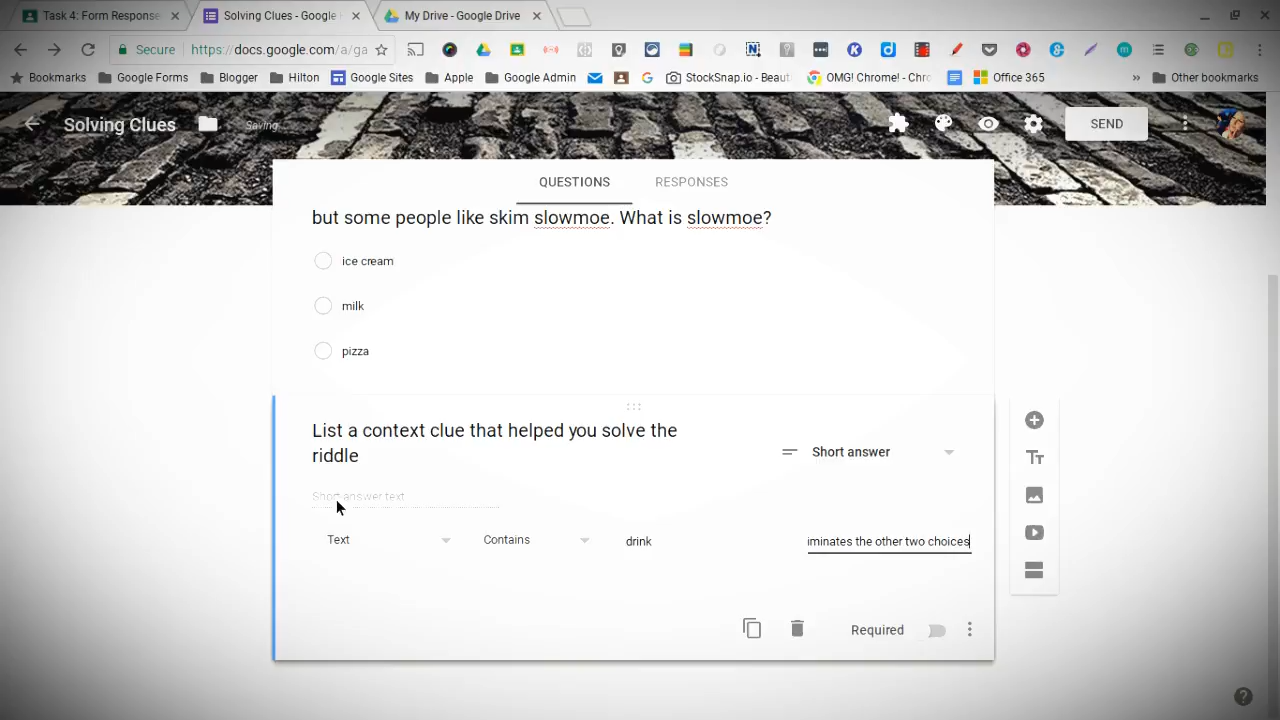 Task 4: Form Response
Solving Clues - Google
My Drive - Google Drive
Secure https://docs.google.com/a/ga
Bookmarks Google Forms Blogger Hilton Google Sites Apple Google Admin StockSnap.io - Beaut OMG! Chrome! - Chro Office 365 » Other bookmarks
Solving Clues Saving... SEND
QUESTIONS RESPONSES
but some people like skim slowmoe. What is slowmoe?
ice cream
milk
pizza
List a context clue that helped you solve the
riddle
Short answer
Short answer text
Text Contains drink iminates the other two choices
Required